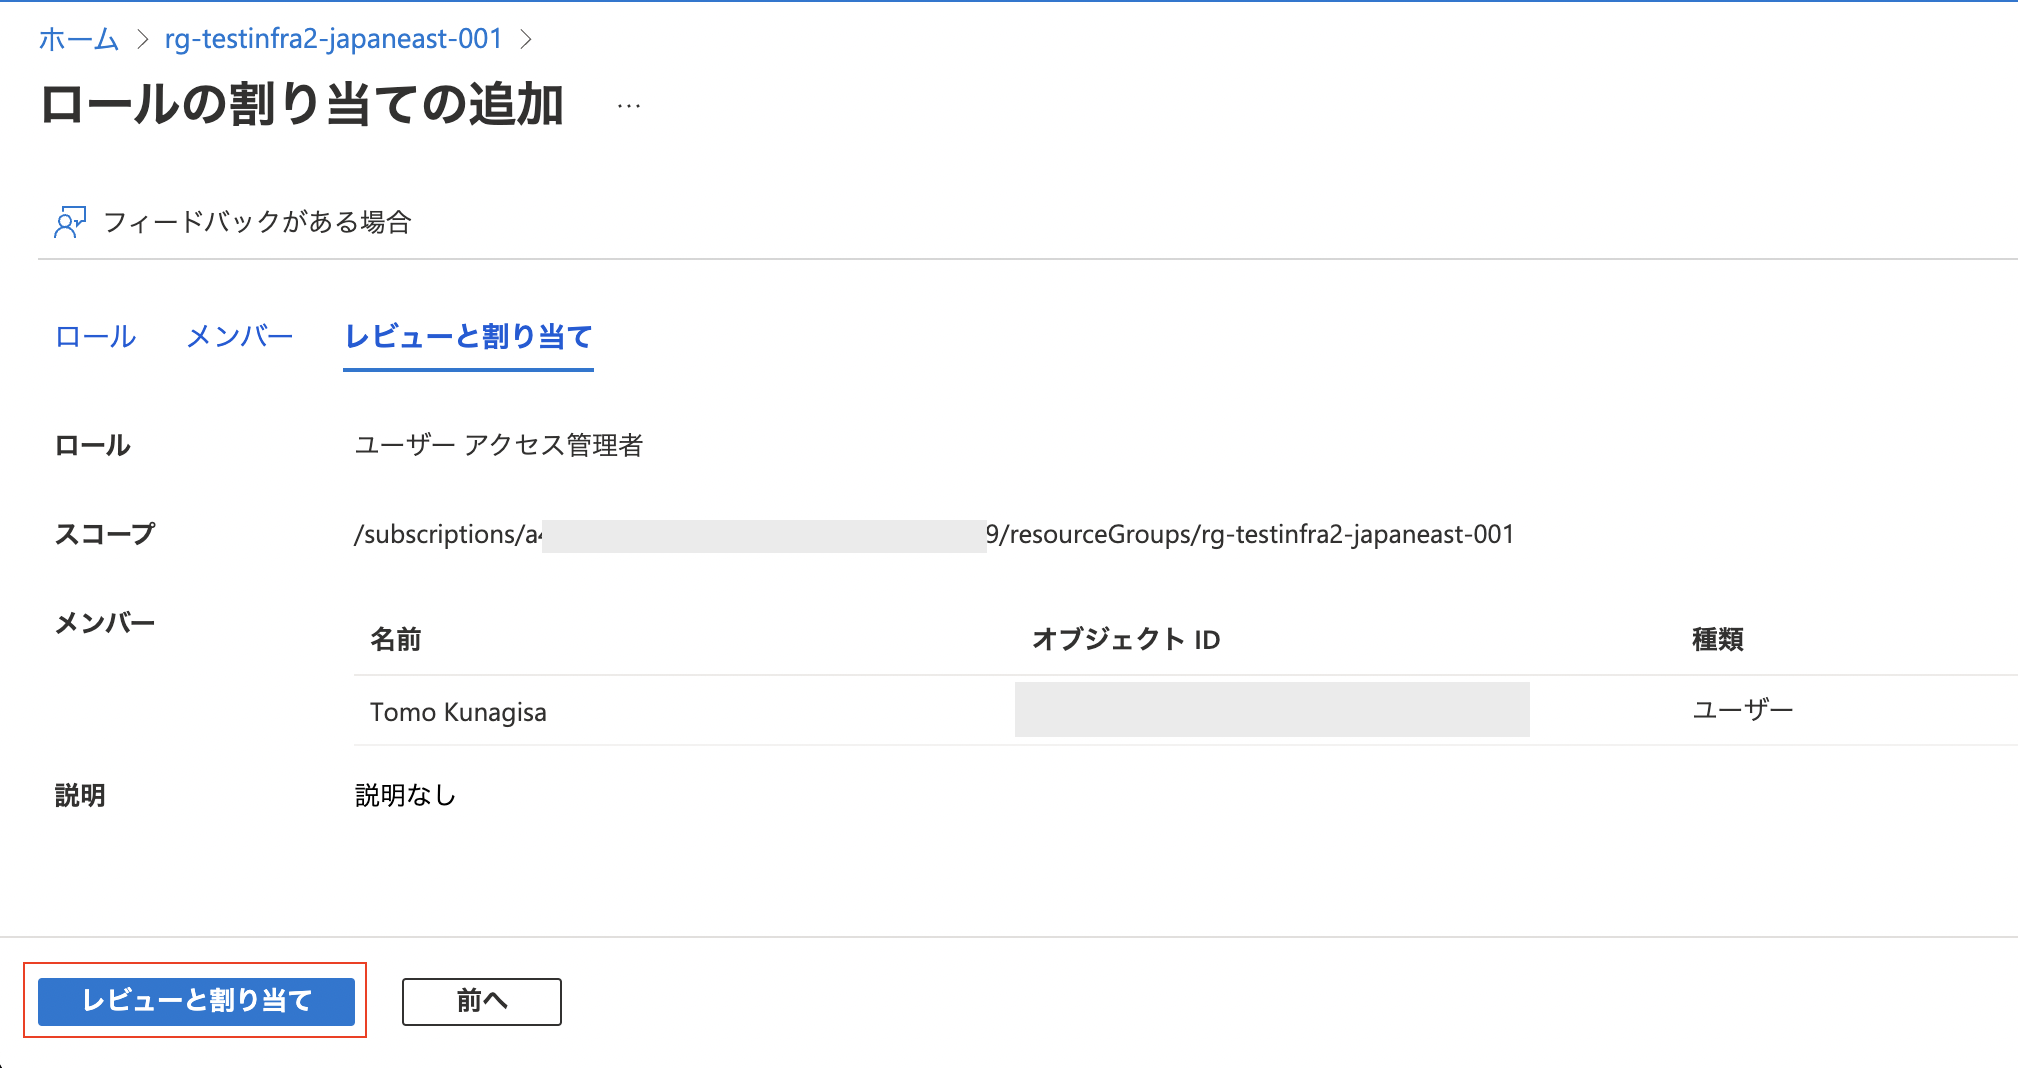 ホーム > rg-testinfra2-japaneast-001 >
ロールの割り当ての追加 ...
フィードバックがある場合
ロール メンバー レビューと割り当て
ロール ユーザー アクセス管理者
スコープ /subscriptions/a4 9/resourceGroups/rg-testinfra2-japaneast-001
メンバー
名前 オブジェクト ID 種類
Tomo Kunagisa ユーザー
説明 説明なし
レビューと割り当て 前へ